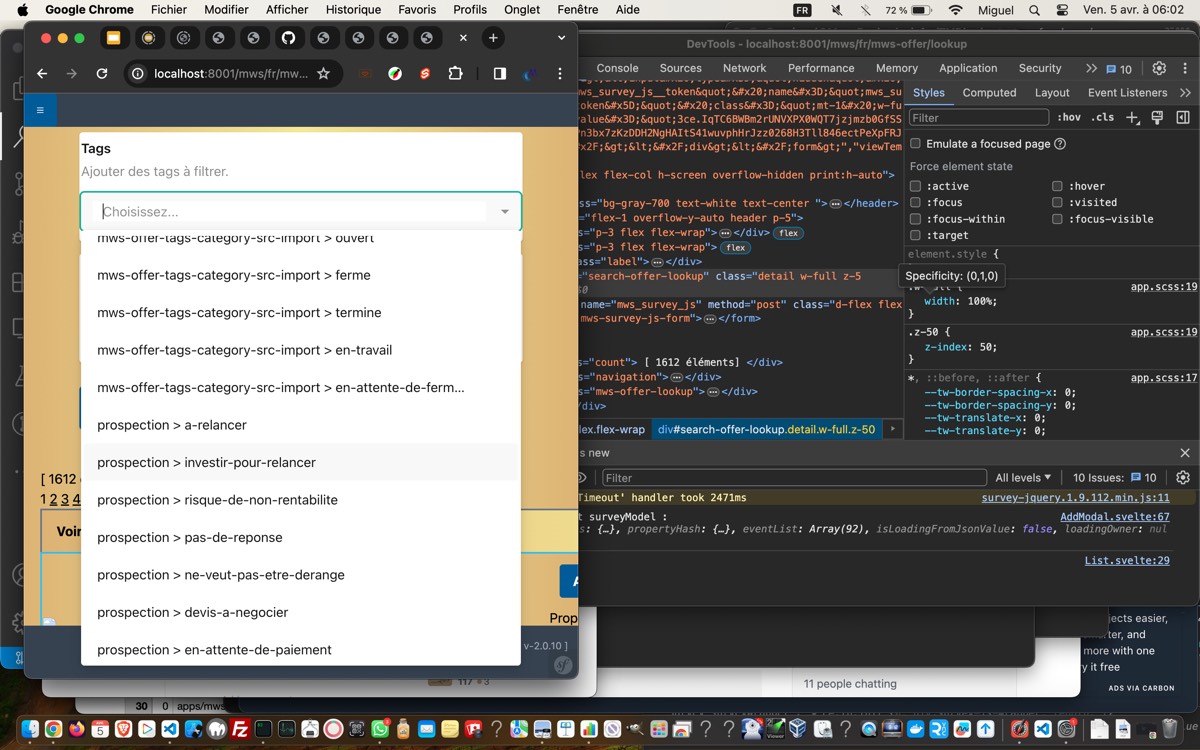 Google Chrome Fichier Modifier Afficher Historique Favoris Profils Onglet Fenêtre Aide FR 72 % Miguel Ven. 5 avr. à 06:02
localhost:8001/mws/fr/mw...
Tags
Ajouter des tags à filtrer.
Choisissez...
mws-offer-tags-category-src-import > ouvert
mws-offer-tags-category-src-import > ferme
mws-offer-tags-category-src-import > termine
mws-offer-tags-category-src-import > en-travail
mws-offer-tags-category-src-import > en-attente-de-ferm...
prospection > a-relancer
prospection > investir-pour-relancer
prospection > risque-de-non-rentabilite
prospection > pas-de-reponse
prospection > ne-veut-pas-etre-derange
prospection > devis-a-negocier
prospection > en-attente-de-paiement
[ 1612
1 2 3 4
Voir
Prop
v-2.0.10 ]
DevTools - localhost:8001/mws/fr/mws-offer/lookup
Console Sources Network Performance Memory Application Security 10
ws_survey_js__token&quot;&#x20;name&#x3D;&quot;mws_sur
oken&#x5D;&quot;&#x20;class&#x3D;&quot;mt-1&#x20;w-fu
value&#x3D;&quot;3ce.IqTC6BWBm2rUNVXPX0WQT7jzjmzb0GfSS
n3bx7zKzDDH2NgHAItS41wuvphHrJzz0268H3Tll846ectPeXpFRJ
mp;&gt;&lt;&#x2F;div&gt;&lt;&#x2F;form&gt;","viewTem
lex flex-col h-screen overflow-hidden print:h-auto">
ss="bg-gray-700 text-white text-center ">…</header>
="flex-1 overflow-y-auto header p-5">
s="p-3 flex flex-wrap">…</div> flex
s="p-3 flex flex-wrap"> flex
ass="label">…</div>
"search-offer-lookup" class="detail w-full z-5
name="mws_survey_js" method="post" class="d-flex flex
mws-survey-js-form">…</form>
="count"> [ 1612 éléments] </div>
s="navigation">…</div>
s="mws-offer-lookup">…</div>
/div>
lex.flex-wrap div#search-offer-lookup.detail.w-full.z-50
Styles Computed Layout Event Listeners
Filter :hov .cls
Emulate a focused page
Force element state
:active :hover
:focus :visited
:focus-within :focus-visible
:target
element.style {
Specificity: (0,1,0)
app.scss:19
width: 100%;
}
.z-50 { app.scss:19
z-index: 50;
}
*, ::before, ::after { app.scss:17
--tw-border-spacing-x: 0;
--tw-border-spacing-y: 0;
--tw-translate-x: 0;
--tw-translate-y: 0;
s new
Filter All levels 10 Issues: 10
Timeout' handler took 2471ms survey-jquery.1.9.112.min.js:11
t surveyModel : AddModal.svelte:67
s: {…}, propertyHash: {…}, eventList: Array(92), isLoadingFromJsonValue: false, loadingOwner: nul
List.svelte:29
jects easier,
rter, and
more with one
ry it free
ADS VIA CARBON
11 people chatting
117 3
30 0 apps/mws